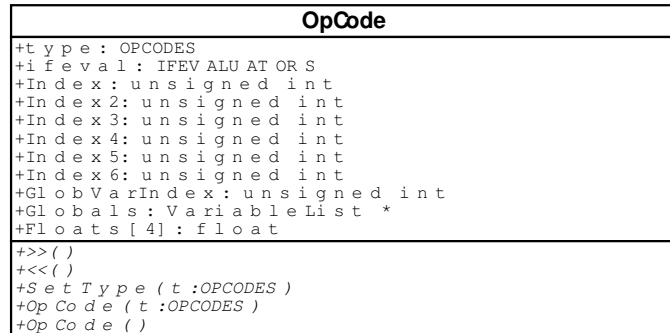 OpCode
+type: OPCODES
+ifeval: IFEVALUATORS
+Index: unsigned int
+Index2: unsigned int
+Index3: unsigned int
+Index4: unsigned int
+Index5: unsigned int
+Index6: unsigned int
+GlobVarIndex: unsigned int
+Globals: VariableList *
+Floats[4]: float
+>>()
+<<()
+SetType(t:OPCODES)
+OpCode(t:OPCODES)
+OpCode()